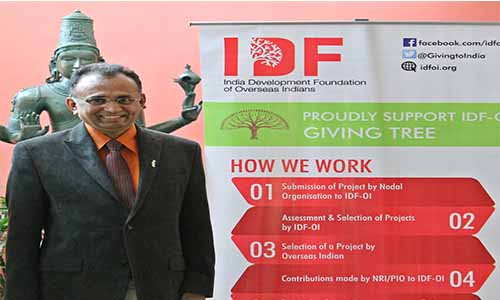 IDF
India Development Foundation
of Overseas Indians
facebook.com/idfo
@GivingtoIndia
idfoi.org
PROUDLY SUPPORT IDF-O
GIVING TREE
HOW WE WORK
01 Submission of Project by Nodal
Organisation to IDF-OI
Assessment & Selection of Projects
by IDF-OI 02
03 Selection of a Project by
Overseas Indian
Contributions made by NRI/PIO to IDF-OI 04